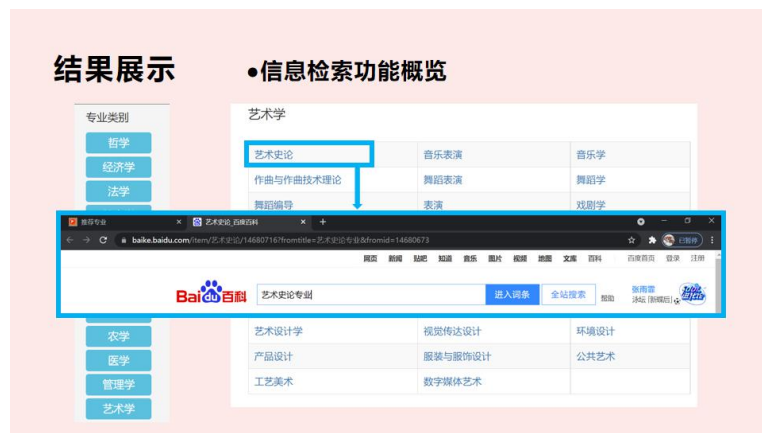 结果展示
•信息检索功能概览
专业类别
哲学
经济学
法学
艺术学
艺术史论 音乐表演 音乐学
作曲与作曲技术理论 舞蹈表演 舞蹈学
舞蹈编导 表演 戏剧学
推荐专业 × 艺术史论_百度百科 × +
baike.baidu.com/item/艺术史论/14680716?fromtitle=艺术史论专业&fromid=14680673 已暂停
网页 新闻 贴吧 知道 音乐 图片 视频 地图 文库 百科 百度首页 登录 注册
Bai百科 艺术史论专业 进入词条 全站搜索 帮助
张雨霏
农学
医学
管理学
艺术学
艺术设计学 视觉传达设计 环境设计
产品设计 服装与服饰设计 公共艺术
工艺美术 数字媒体艺术